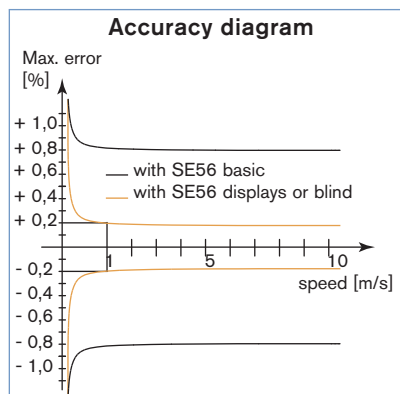 Accuracy diagram
Max. error
[%]
+ 1,0
+ 0,8
+ 0,6
+ 0,4
+ 0,2
with SE56 basic
with SE56 displays or blind
1
5
10
speed [m/s]
- 0,2
- 0,4
- 0,6
- 0,8
- 1,0